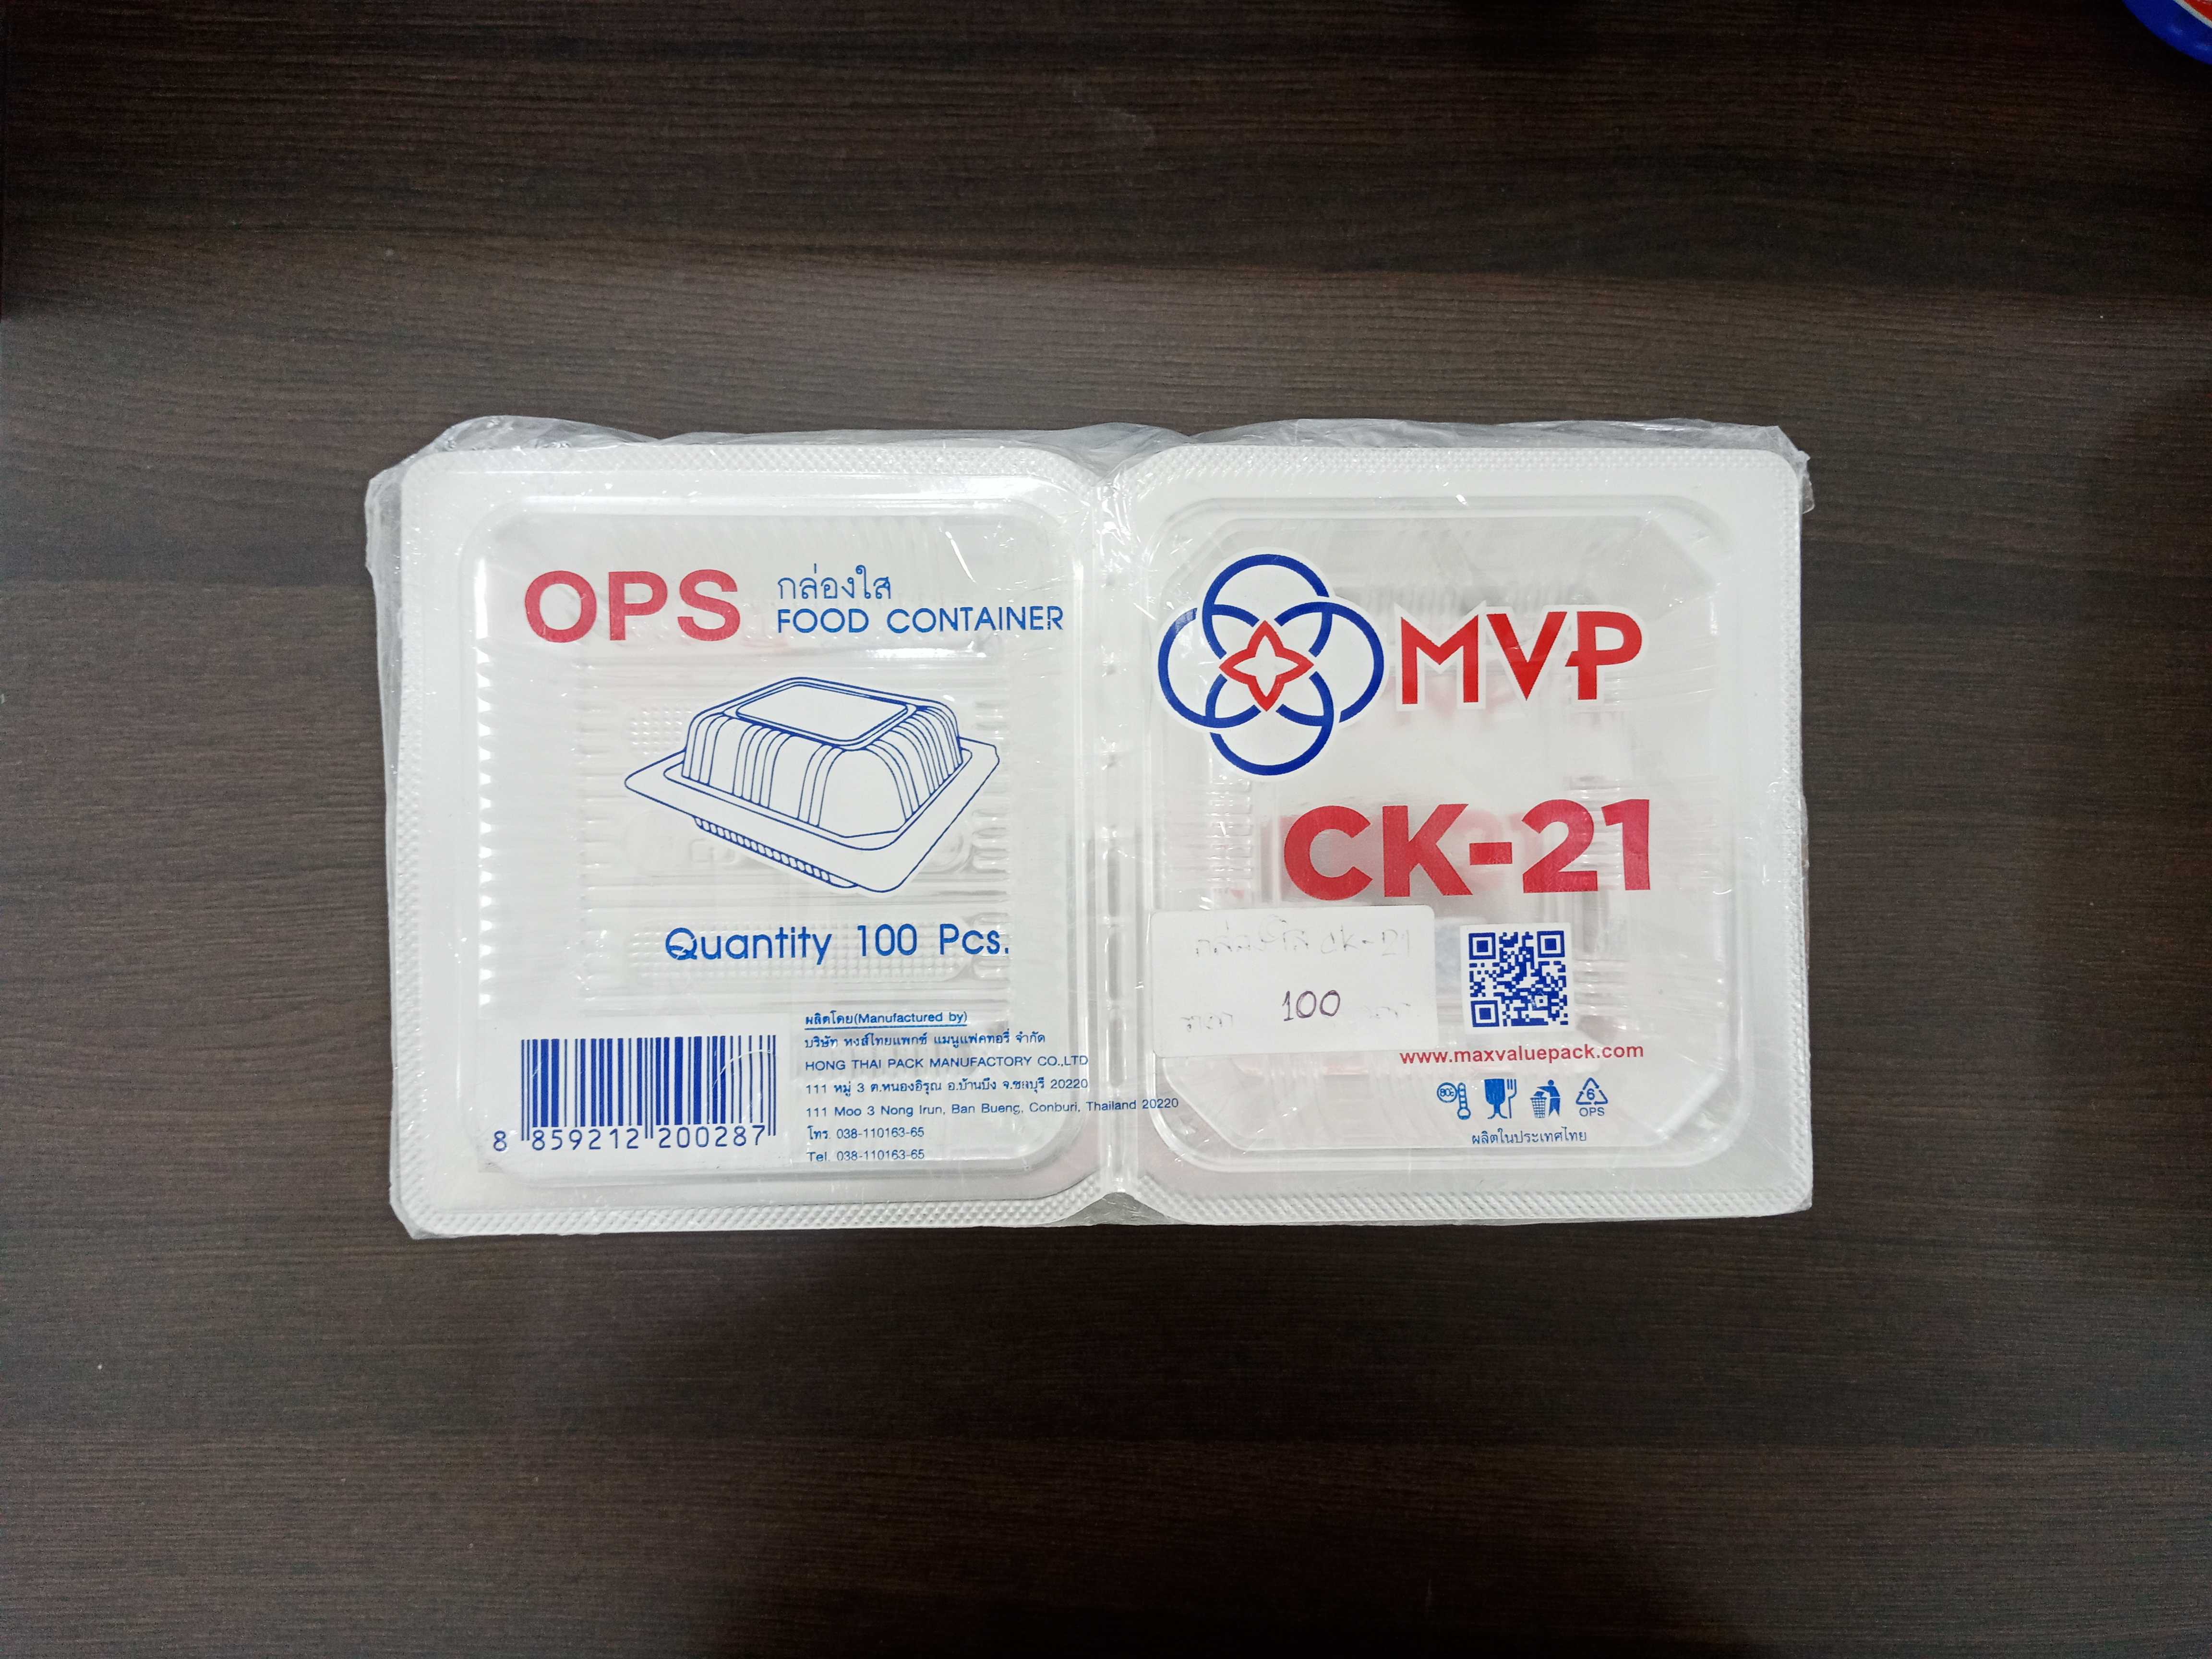 OPS
กล่องใส
FOOD CONTAINER
Quantity 100 Pcs.
8 859212 200287
ผลิตโดย(Manufactured by)
บริษัท หงส์ไทยแพกซ์ แมนูแฟคทอรี่ จำกัด
HONG THAI PACK MANUFACTORY CO.,LTD
111 หมู่ 3 ต.หนองอิรุณ อ.บ้านบึง จ.ชลบุรี 20220
111 Moo 3 Nong Irun, Ban Bueng, Conburi, Thailand 20220
โทร. 038-110163-65
Tel. 038-110163-65
MVP
CK-21
กล่องใส CK-21
100
www.maxvaluepack.com
6
OPS
ผลิตในประเทศไทย